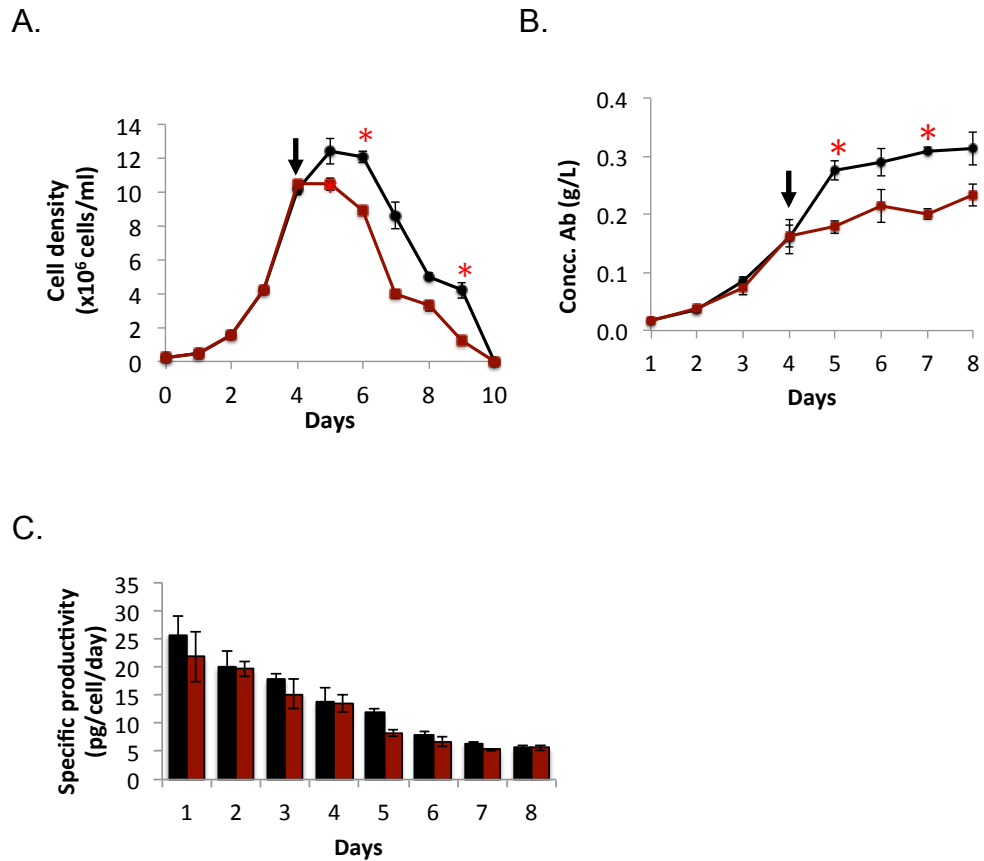 A.
B.
14
12
10
8
6
4
2
0
Cell density
(x10⁶ cells/ml)
*
*
*
0 2 4 6 8 10
Days
0.4
0.3
0.2
0.1
0.0
Concc. Ab (g/L)
*
*
1 2 3 4 5 6 7 8
Days
C.
35
30
25
20
15
10
5
0
Specific productivity
(pg/cell/day)
1 2 3 4 5 6 7 8
Days